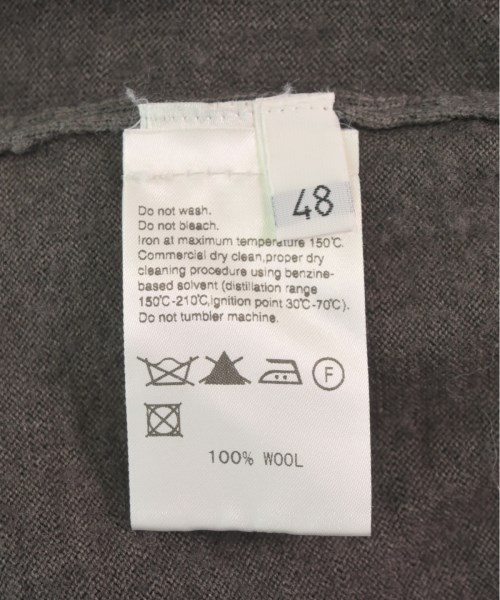 48
Do not wash.
Do not bleach.
Iron at maximum temperature 150℃.
Commercial dry clean,proper dry
cleaning procedure using benzine-
based solvent (distillation range
150℃-210℃,ignition point 30℃-70℃).
Do not tumbler machine.
F
100% WOOL